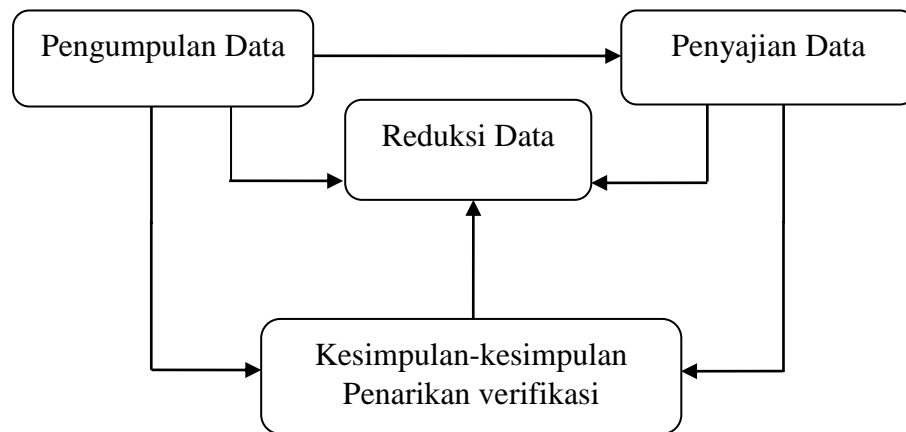 Pengumpulan Data
Penyajian Data
Reduksi Data
Kesimpulan-kesimpulan
Penarikan verifikasi